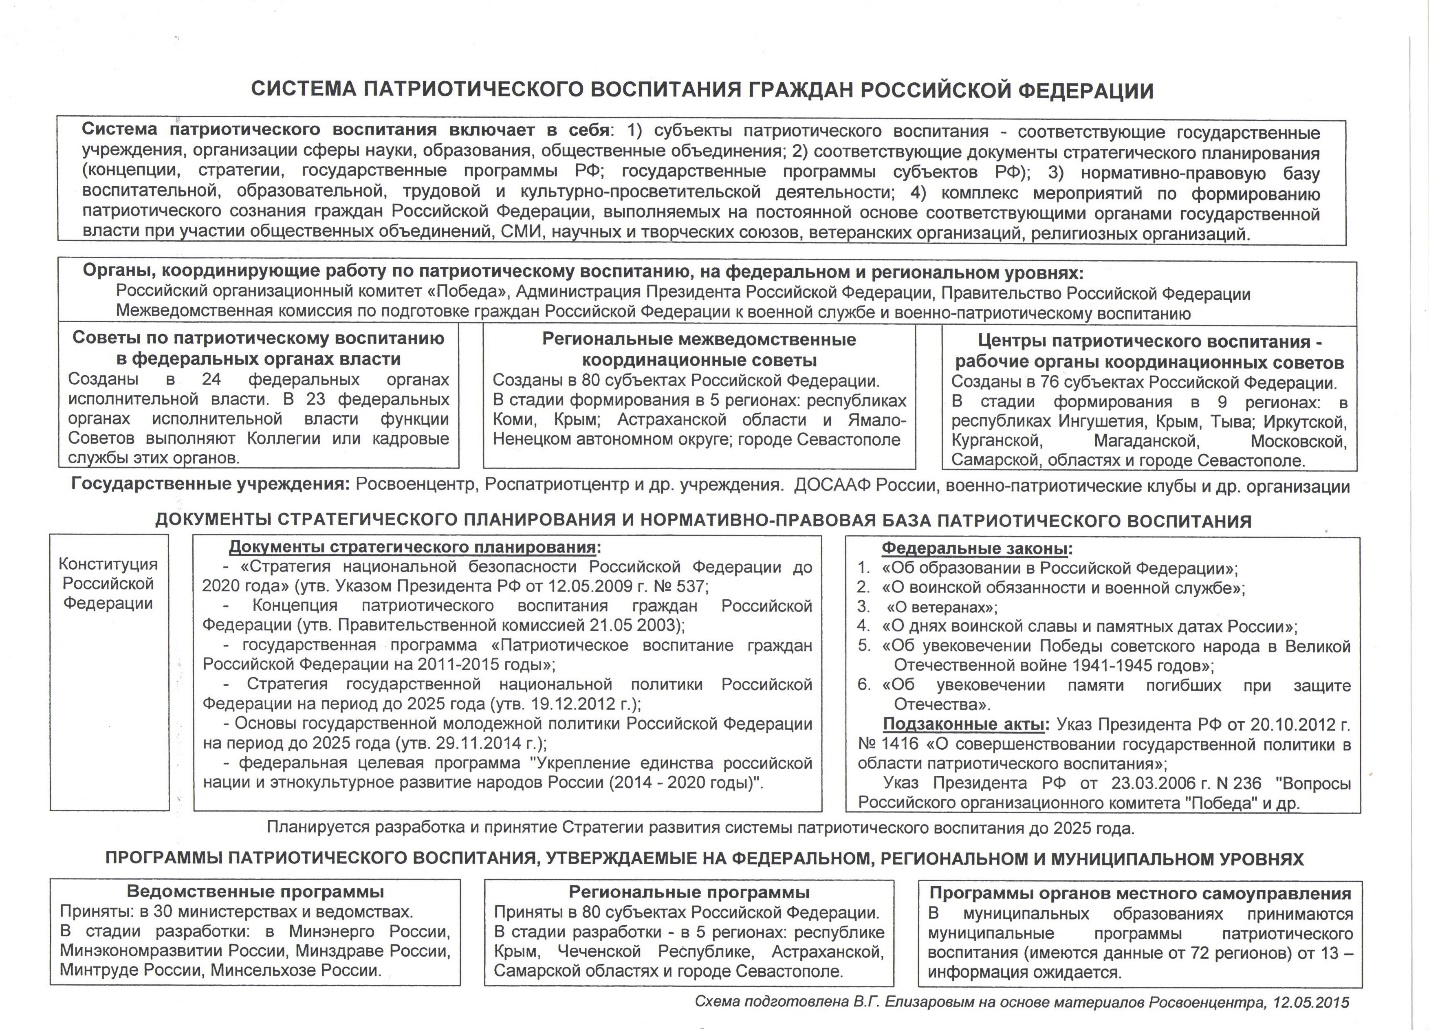 СИСТЕМА ПАТРИОТИЧЕСКОГО ВОСПИТАНИЯ ГРАЖДАН РОССИЙСКОЙ ФЕДЕРАЦИИ
Система патриотического воспитания включает в себя: 1) субъекты патриотического воспитания - соответствующие государственные
учреждения, организации сферы науки, образования, общественные объединения; 2) соответствующие документы стратегического планирования
(концепции, стратегии, государственные программы РФ; государственные программы субъектов РФ); 3) нормативно-правовую базу
воспитательной, образовательной, трудовой и культурно-просветительской деятельности; 4) комплекс мероприятий по формированию
патриотического сознания граждан Российской Федерации, выполняемых на постоянной основе соответствующими органами государственной
власти при участии общественных объединений, СМИ, научных и творческих союзов, ветеранских организаций, религиозных организаций.
Органы, координирующие работу по патриотическому воспитанию, на федеральном и региональном уровнях:
Российский организационный комитет «Победа», Администрация Президента Российской Федерации, Правительство Российской Федерации
Межведомственная комиссия по подготовке граждан Российской Федерации к военной службе и военно-патриотическому воспитанию
Советы по патриотическому воспитанию
в федеральных органах власти
Созданы в 24 федеральных органах
исполнительной власти. В 23 федеральных
органах исполнительной власти функции
Советов выполняют Коллегии или кадровые
службы этих органов.
Региональные межведомственные
координационные советы
Созданы в 80 субъектах Российской Федерации.
В стадии формирования в 5 регионах: республиках
Коми, Крым; Астраханской области и Ямало-
Ненецком автономном округе; городе Севастополе
Центры патриотического воспитания -
рабочие органы координационных советов
Созданы в 76 субъектах Российской Федерации.
В стадии формирования в 9 регионах: в
республиках Ингушетия, Крым, Тыва; Иркутской,
Курганской, Магаданской, Московской,
Самарской, областях и городе Севастополе.
Государственные учреждения: Росвоенцентр, Роспатриотцентр и др. учреждения. ДОСААФ России, военно-патриотические клубы и др. организации
ДОКУМЕНТЫ СТРАТЕГИЧЕСКОГО ПЛАНИРОВАНИЯ И НОРМАТИВНО-ПРАВОВАЯ БАЗА ПАТРИОТИЧЕСКОГО ВОСПИТАНИЯ
Конституция
Российской
Федерации
Документы стратегического планирования:
- «Стратегия национальной безопасности Российской Федерации до
2020 года» (утв. Указом Президента РФ от 12.05.2009 г. № 537;
- Концепция патриотического воспитания граждан Российской
Федерации (утв. Правительственной комиссией 21.05 2003);
- государственная программа «Патриотическое воспитание граждан
Российской Федерации на 2011-2015 годы»;
- Стратегия государственной национальной политики Российской
Федерации на период до 2025 года (утв. 19.12.2012 г.);
- Основы государственной молодежной политики Российской Федерации
на период до 2025 года (утв. 29.11.2014 г.);
- федеральная целевая программа "Укрепление единства российской
нации и этнокультурное развитие народов России (2014 - 2020 годы)".
Федеральные законы:
1. «Об образовании в Российской Федерации»;
2. «О воинской обязанности и военной службе»;
3. «О ветеранах»;
4. «О днях воинской славы и памятных датах России»;
5. «Об увековечении Победы советского народа в Великой
Отечественной войне 1941-1945 годов»;
6. «Об увековечении памяти погибших при защите
Отечества».
Подзаконные акты: Указ Президента РФ от 20.10.2012 г.
№ 1416 «О совершенствовании государственной политики в
области патриотического воспитания»;
Указ Президента РФ от 23.03.2006 г. N 236 "Вопросы
Российского организационного комитета "Победа" и др.
Планируется разработка и принятие Стратегии развития системы патриотического воспитания до 2025 года.
ПРОГРАММЫ ПАТРИОТИЧЕСКОГО ВОСПИТАНИЯ, УТВЕРЖДАЕМЫЕ НА ФЕДЕРАЛЬНОМ, РЕГИОНАЛЬНОМ И МУНИЦИПАЛЬНОМ УРОВНЯХ
Ведомственные программы
Приняты: в 30 министерствах и ведомствах.
В стадии разработки: в Минэнерго России,
Минэкономразвитии России, Минздраве России,
Минтруде России, Минсельхозе России.
Региональные программы
Приняты в 80 субъектах Российской Федерации.
В стадии разработки - в 5 регионах: республике
Крым, Чеченской Республике, Астраханской,
Самарской областях и городе Севастополе.
Программы органов местного самоуправления
В муниципальных образованиях принимаются
муниципальные программы патриотического
воспитания (имеются данные от 72 регионов) от 13 –
информация ожидается.
Схема подготовлена В.Г. Елизаровым на основе материалов Росвоенцентра, 12.05.2015